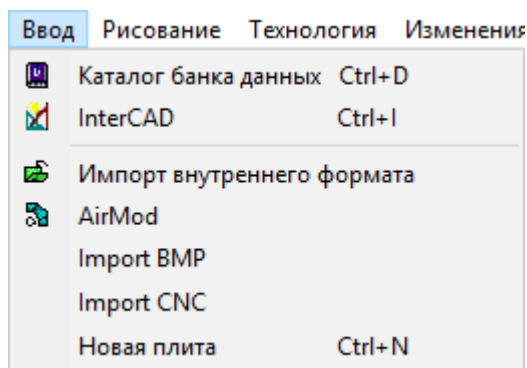 Ввод Рисование Технология Изменения
Каталог банка данных Ctrl+D
InterCAD Ctrl+I
Импорт внутреннего формата
AirMod
Import BMP
Import CNC
Новая плита Ctrl+N